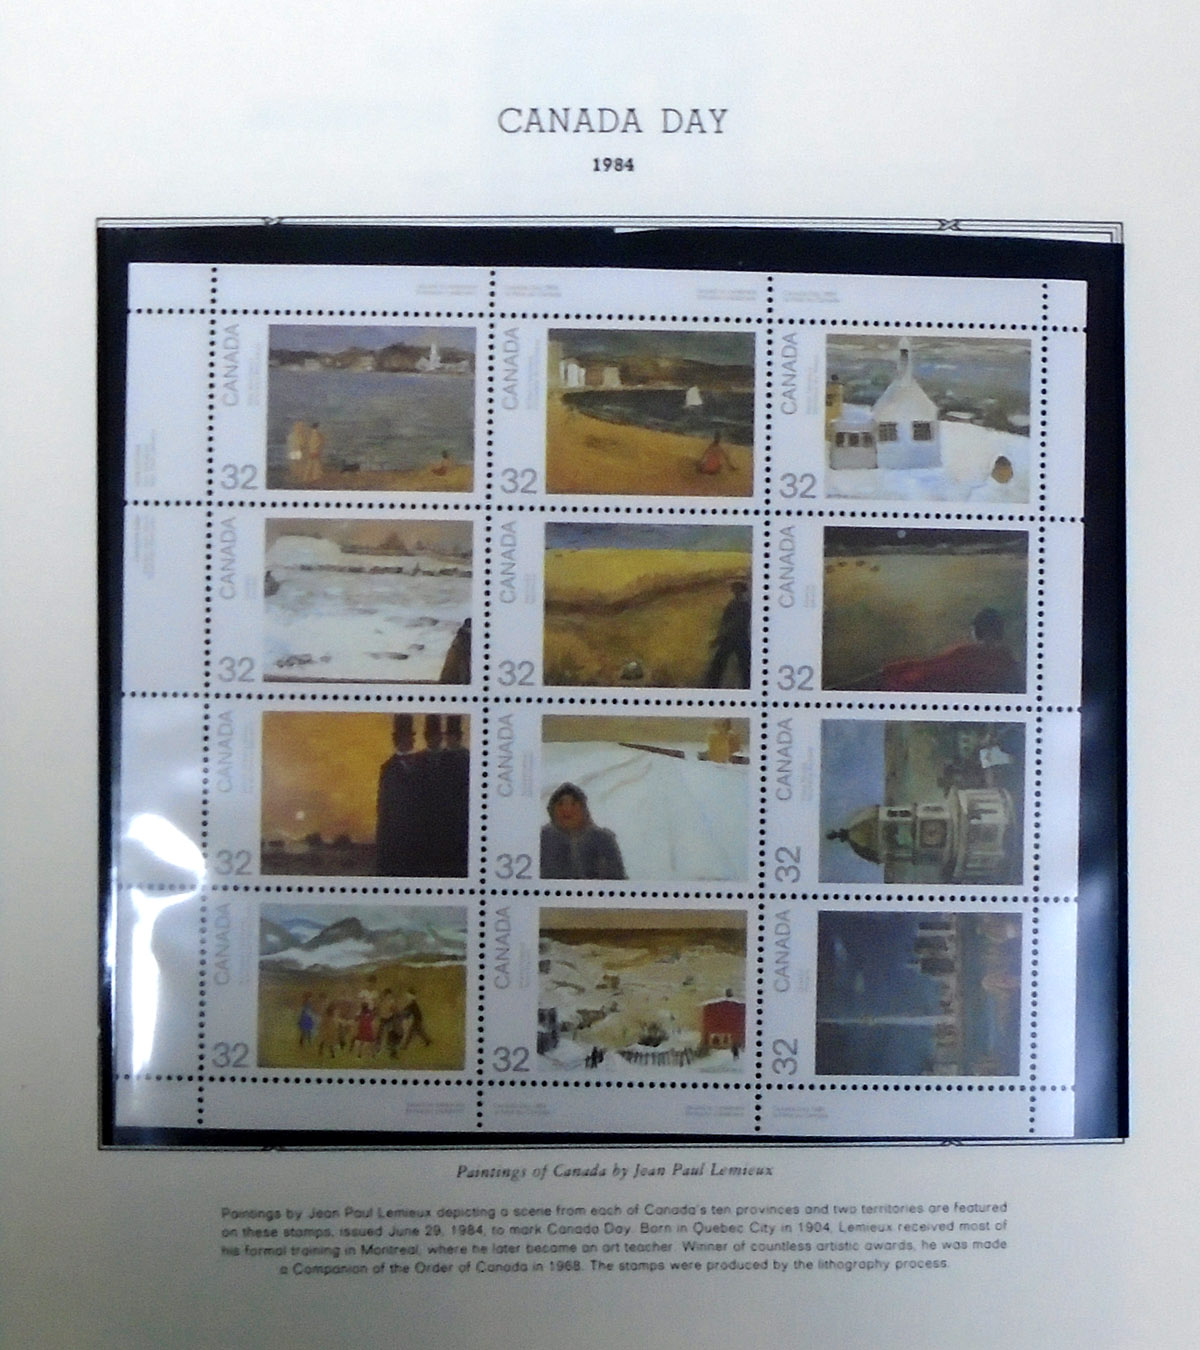 CANADA DAY
1984
CANADA 32
CANADA 32
CANADA 32
CANADA 32
CANADA 32
CANADA 32
CANADA 32
CANADA 32
CANADA 32
CANADA 32
CANADA 32
CANADA 32
Paintings of Canada by Jean Paul Lemieux
Paintings by Jean Paul Lemieux depicting a scene from each of Canada's ten provinces and two territories are featured
on these stamps, issued June 29, 1984, to mark Canada Day. Born in Quebec City in 1904, Lemieux received most of
his formal training in Montreal, where he later became an art teacher. Winner of countless artistic awards, he was made
a Companion of the Order of Canada in 1968. The stamps were produced by the lithography process.